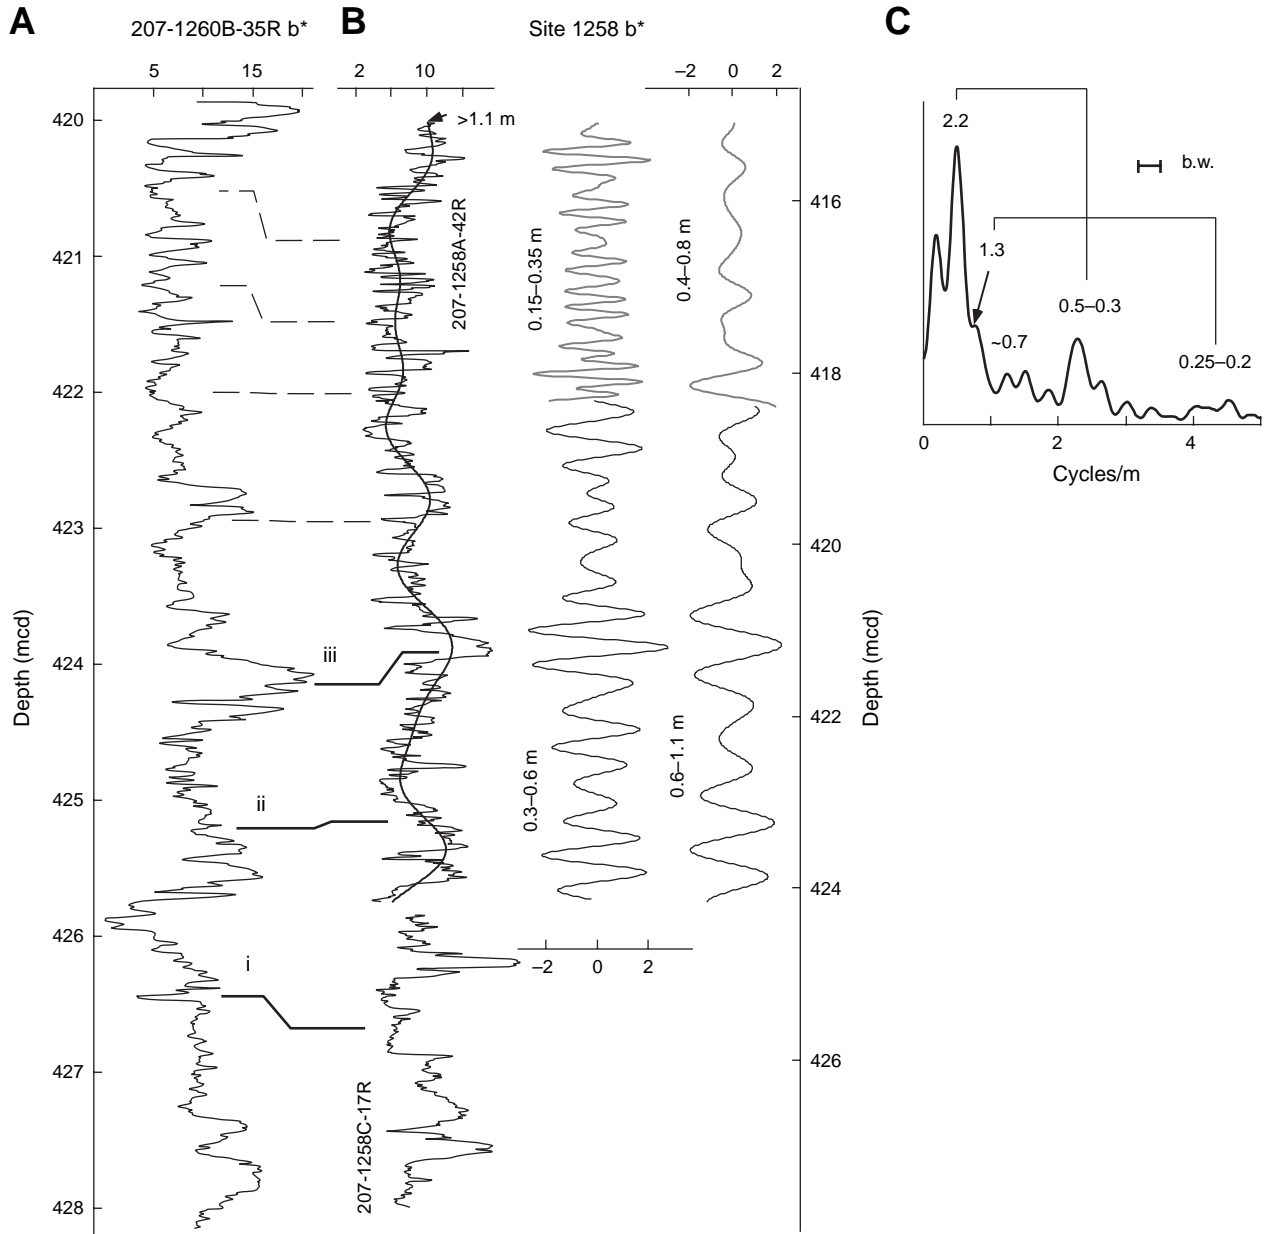 A
207-1260B-35R b*
B
Site 1258 b*
C
5
15
2
10
–2
0
2
420
421
422
423
424
425
426
427
428
Depth (mcd)
iii
ii
i
>1.1 m
207-1258A-42R
207-1258C-17R
0.15–0.35 m
0.4–0.8 m
0.3–0.6 m
0.6–1.1 m
–2
0
2
416
418
420
422
424
426
Depth (mcd)
2.2
b.w.
1.3
0.5–0.3
~0.7
0.25–0.2
0
2
4
Cycles/m